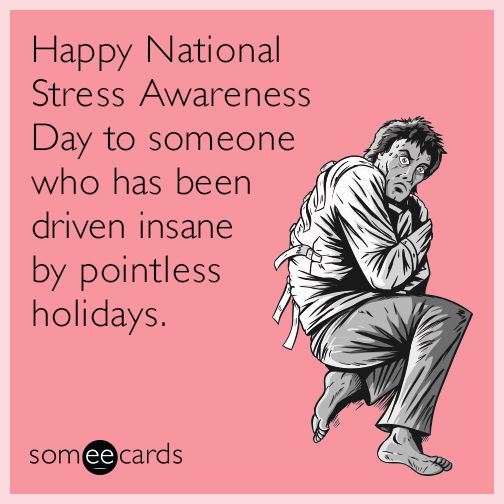 Happy National
Stress Awareness
Day to someone
who has been
driven insane
by pointless
holidays.
someecards